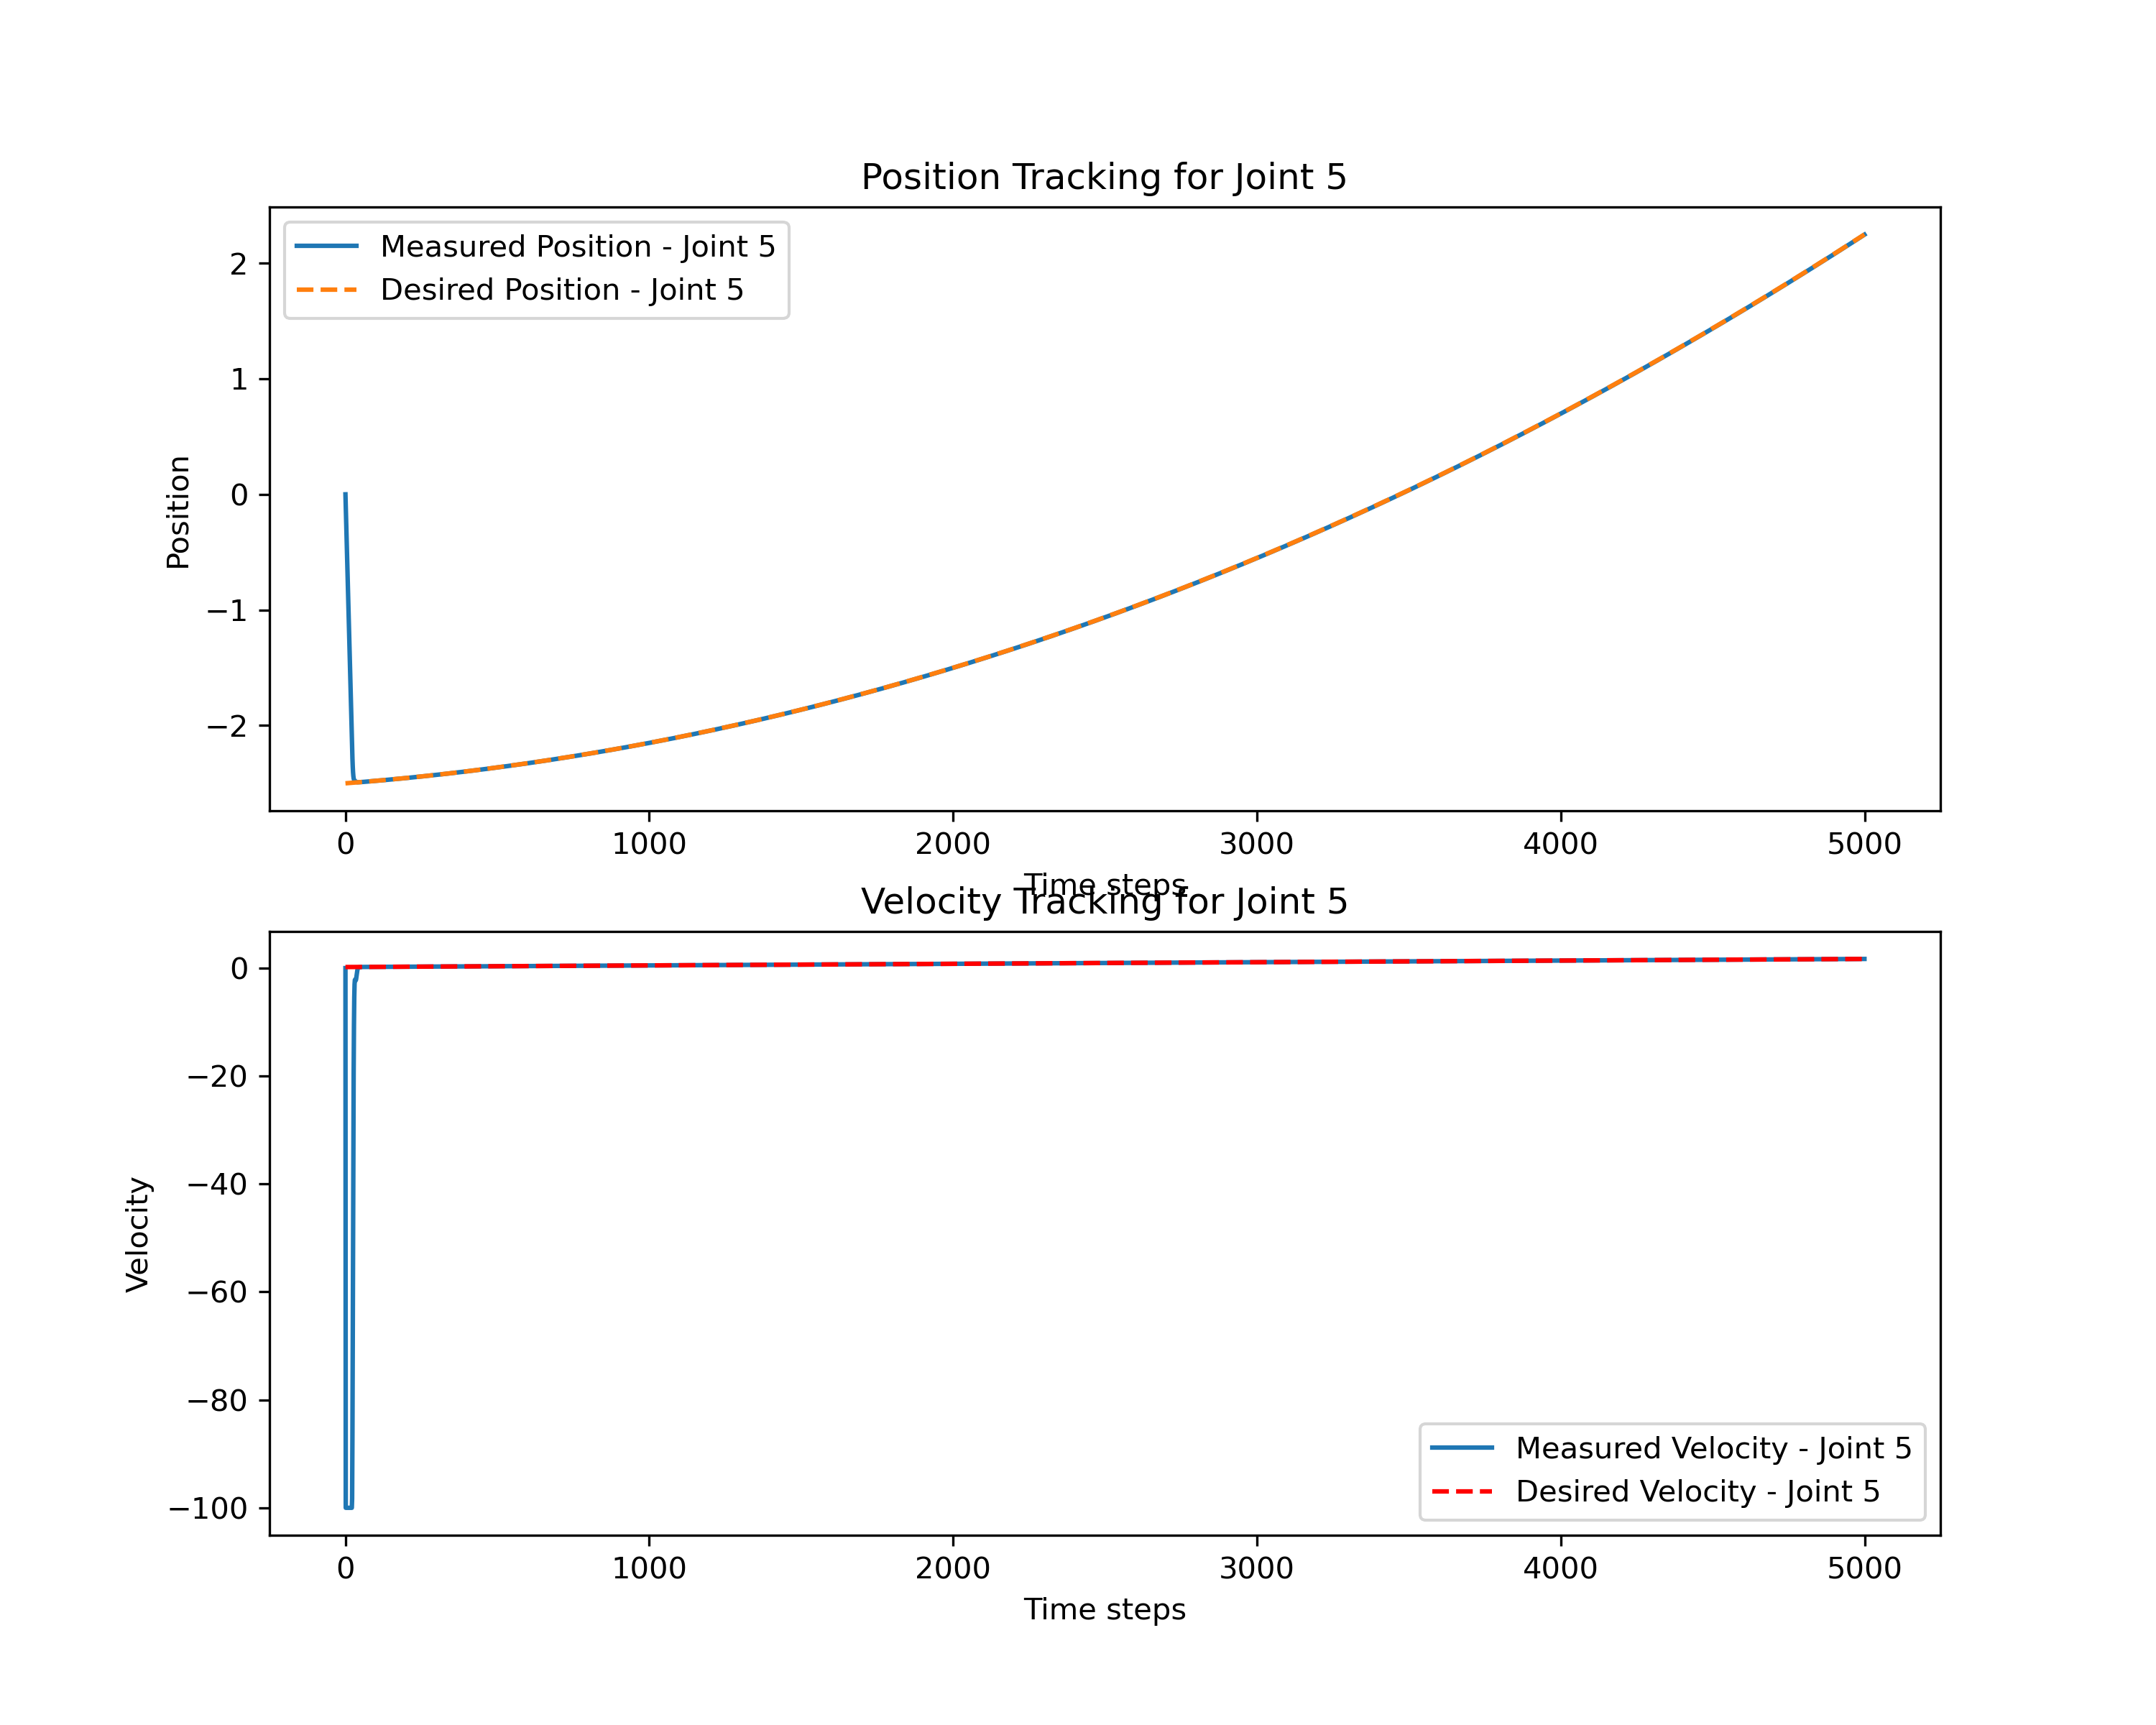 Position Tracking for Joint 5
Measured Position - Joint 5
Desired Position - Joint 5
2
1
0
−1
−2
Position
0 1000 2000 3000 4000 5000
Time steps
Velocity Tracking for Joint 5
0
−20
−40
−60
−80
−100
Velocity
Measured Velocity - Joint 5
Desired Velocity - Joint 5
0 1000 2000 3000 4000 5000
Time steps